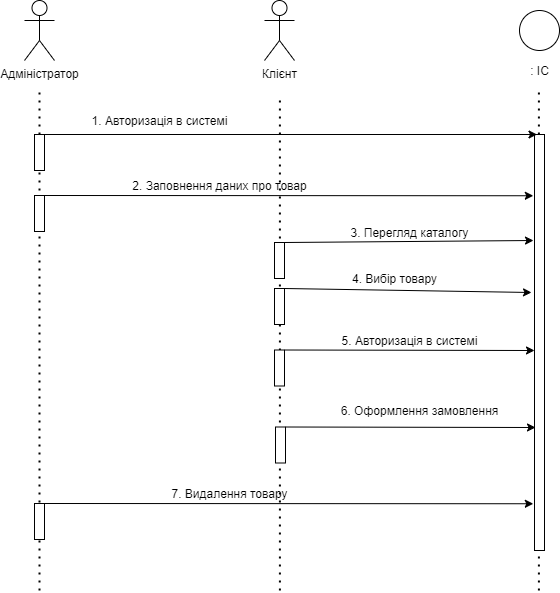 Адміністратор
Клієнт
: ІС
1. Авторизація в системі
2. Заповнення даних про товар
3. Перегляд каталогу
4. Вибір товару
5. Авторизація в системі
6. Оформлення замовлення
7. Видалення товару